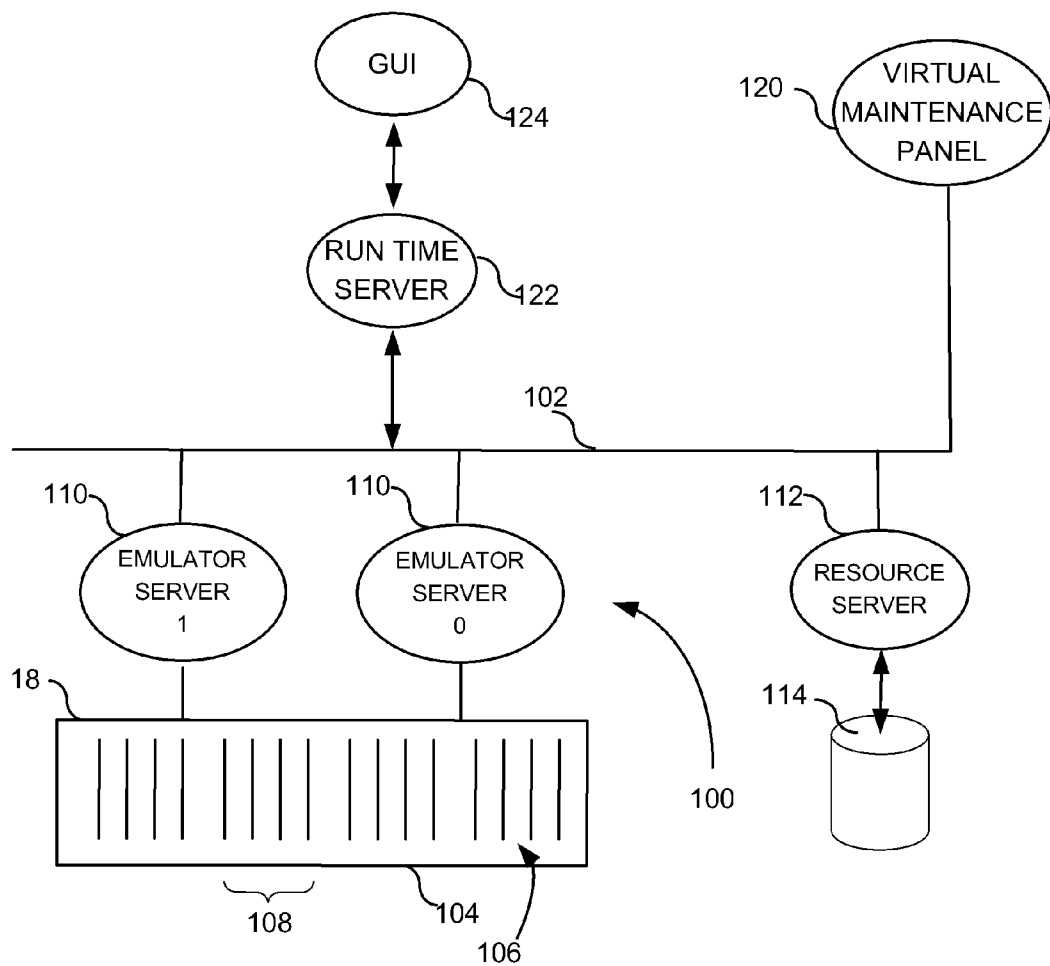 GUI
124
VIRTUAL
MAINTENANCE
PANEL
120
RUN TIME
SERVER
122
102
110
EMULATOR
SERVER
1
110
EMULATOR
SERVER
0
112
RESOURCE
SERVER
18
114
100
108
104
106